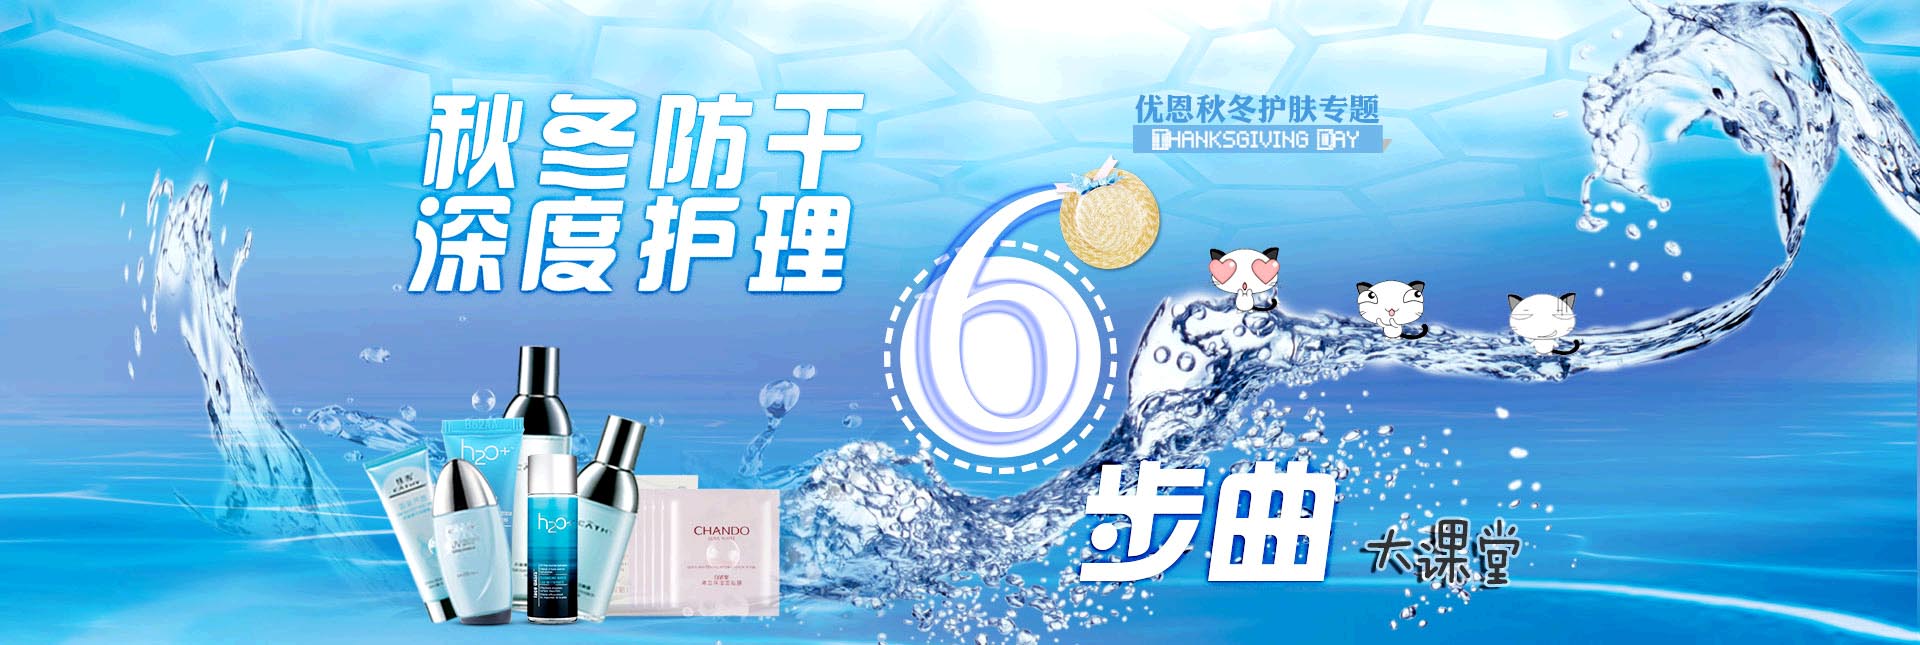 秋冬防干
深度护理
优恩秋冬护肤专题
THANKSGIVING DAY
6
步曲
大课堂
h2O+
h2O+
CHANDO